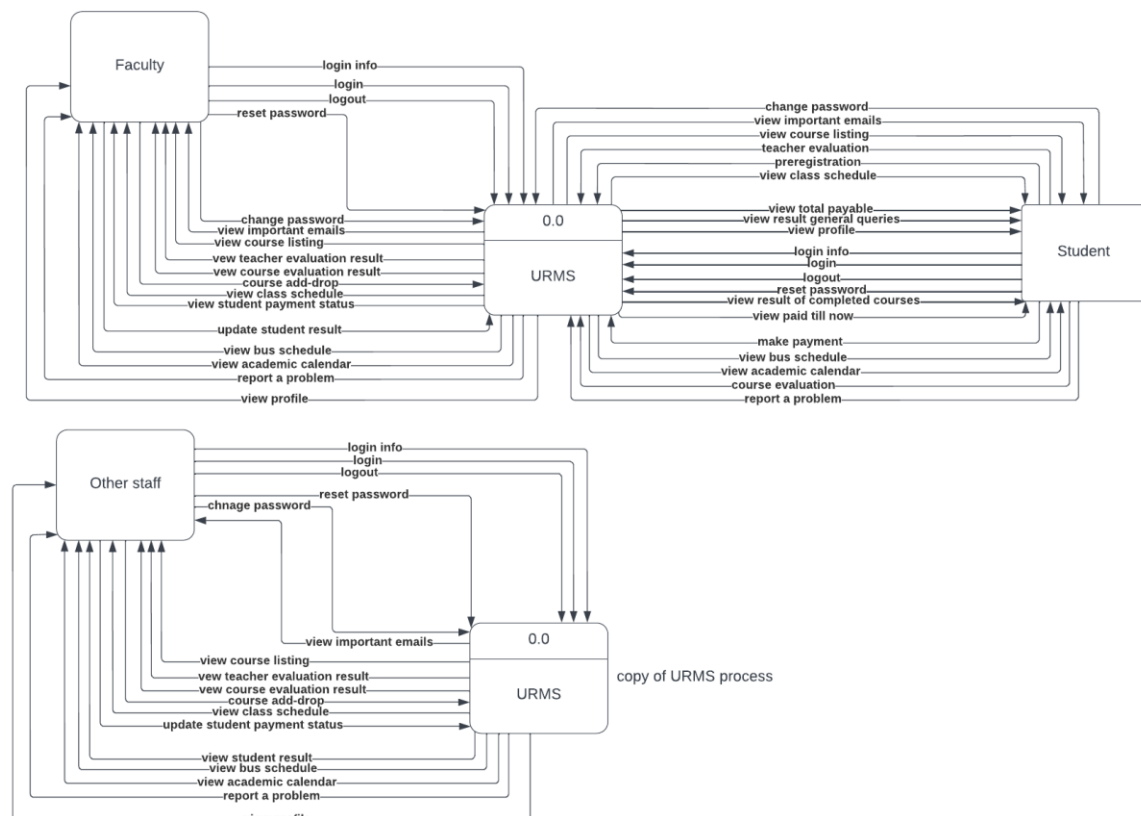 Faculty
login info
login
logout
reset password
change password
view important emails
view course listing
vew teacher evaluation result
vew course evaluation result
course add-drop
view class schedule
view student payment status
update student result
view bus schedule
view academic calendar
report a problem
view profile
0.0
URMS
change password
view important emails
view course listing
teacher evaluation
preregistration
view class schedule
view total payable
view result general queries
view profile
login info
login
logout
reset password
view result of completed courses
view paid till now
make payment
view bus schedule
view academic calendar
course evaluation
report a problem
Student
Other staff
login info
login
logout
reset password
chnage password
view important emails
view course listing
vew teacher evaluation result
vew course evaluation result
course add-drop
view class schedule
update student payment status
view student result
view bus schedule
view academic calendar
report a problem
0.0
URMS
copy of URMS process